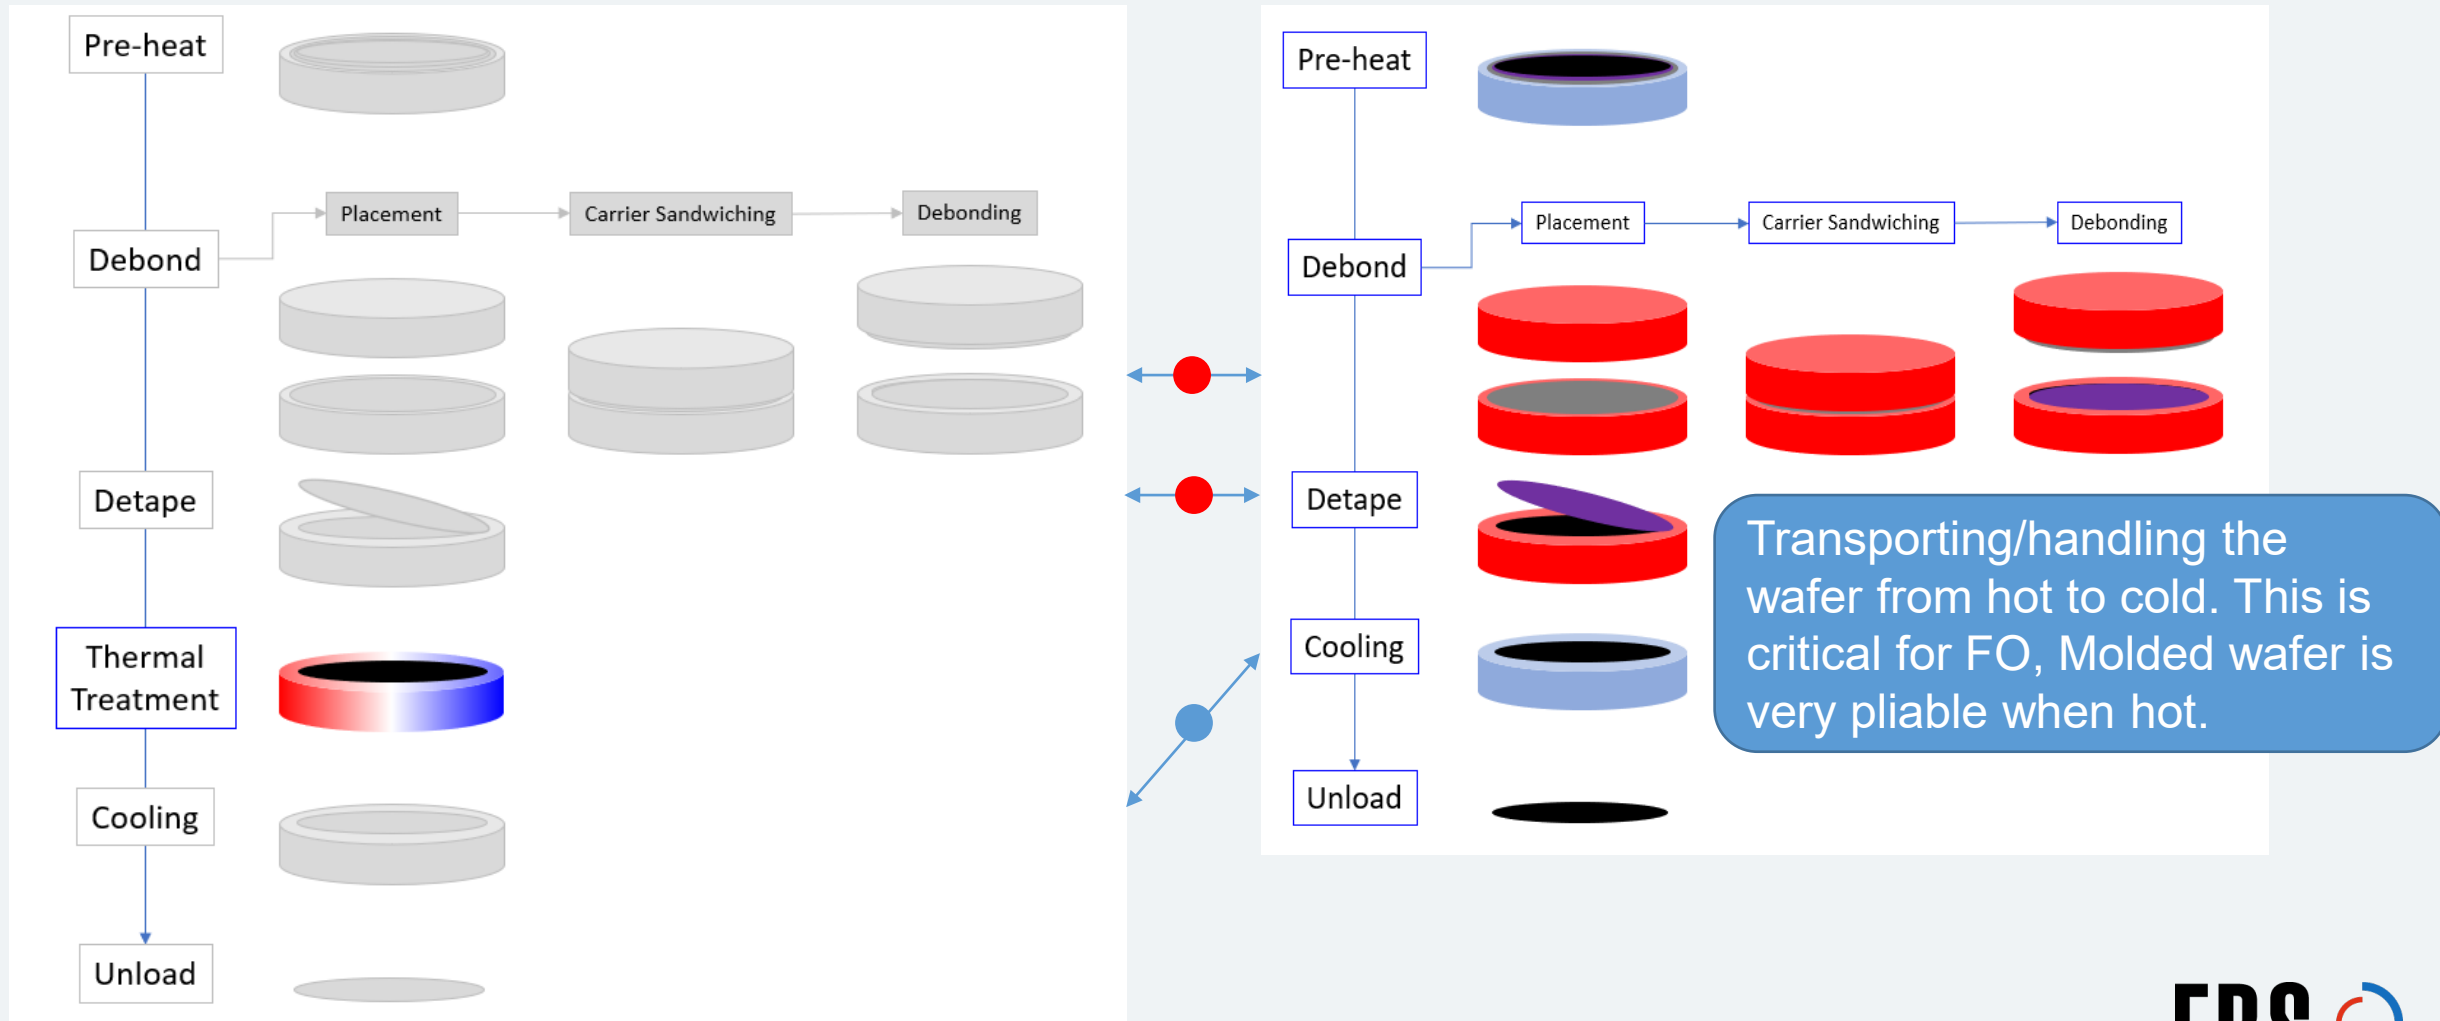 Pre-heat
Placement
Carrier Sandwiching
Debonding
Debond
Detape
Thermal
Treatment
Cooling
Unload
Pre-heat
Placement
Carrier Sandwiching
Debonding
Debond
Detape
Cooling
Unload
Transporting/handling the
wafer from hot to cold. This is
critical for FO, Molded wafer is
very pliable when hot.